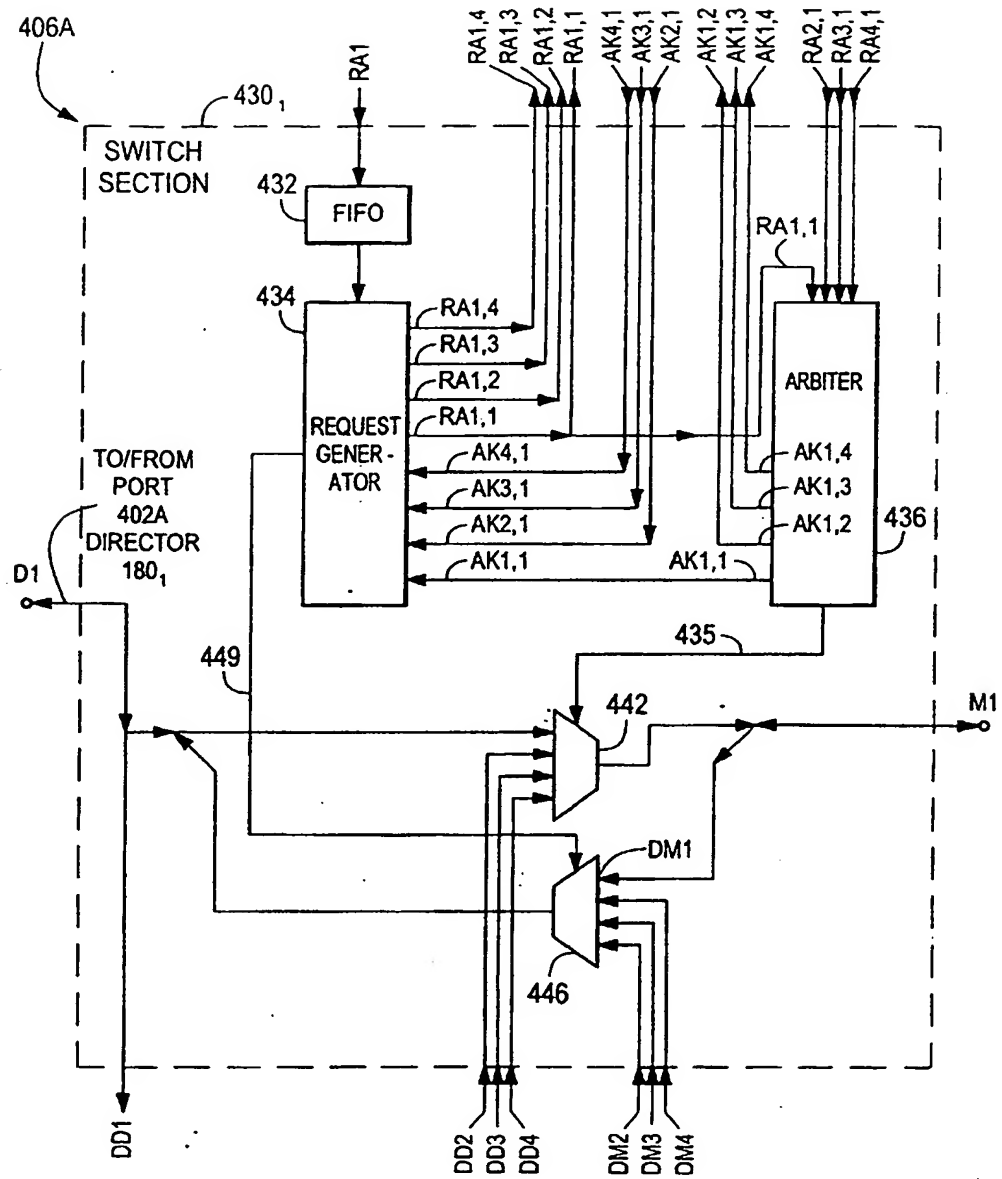 406A
RA1
RA1,4
RA1,3
RA1,2
RA1,1
AK4,1
AK3,1
AK2,1
AK1,2
AK1,3
AK1,4
RA2,1
RA3,1
RA4,1
430₁
SWITCH
SECTION
432
FIFO
RA1,1
434
RA1,4
RA1,3
RA1,2
RA1,1
REQUEST
GENER-
ATOR
AK4,1
AK3,1
AK2,1
AK1,1
ARBITER
AK1,4
AK1,3
AK1,2
AK1,1
436
TO/FROM
PORT
402A
DIRECTOR
180₁
D1
435
449
442
M1
DM1
446
DD1
DD2
DD3
DD4
DM2
DM3
DM4